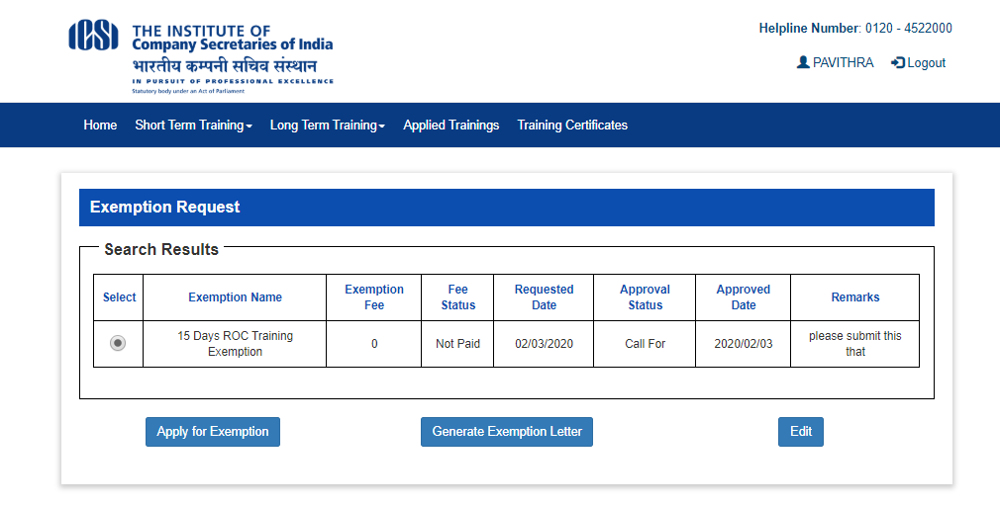 ICSI
THE INSTITUTE OF
Company Secretaries of India
भारतीय कम्पनी सचिव संस्थान
IN PURSUIT OF PROFESSIONAL EXCELLENCE
Statutory body under an Act of Parliament
Helpline Number: 0120 - 4522000
PAVITHRA Logout
Home Short Term Training Long Term Training Applied Trainings Training Certificates
Exemption Request
Search Results
Select Exemption Name Exemption Fee Fee Status Requested Date Approval Status Approved Date Remarks
15 Days ROC Training Exemption 0 Not Paid 02/03/2020 Call For 2020/02/03 please submit this that
Apply for Exemption Generate Exemption Letter Edit